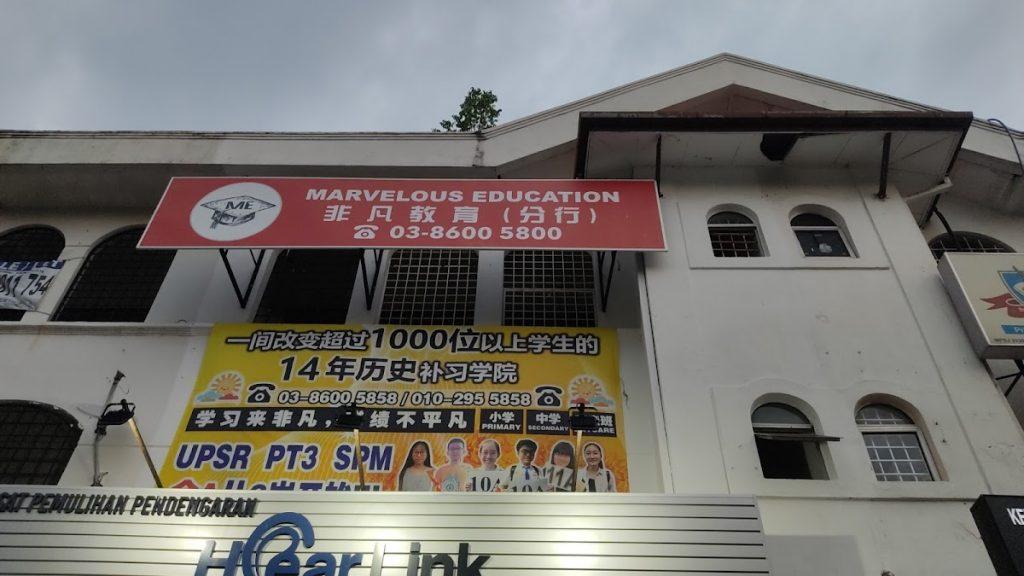 ME
MARVELOUS EDUCATION
非凡教育(分行)
☎ 03-8600 5800
一间改变超过1000位以上学生的
14年历史补习学院
☎ 03-8600 5858 / 010-295 5858 ☎
学习来非凡, 绩不平凡
小学
PRIMARY
中学
SECONDARY
UPSR PT3 SPM
PEMULIHAN PENDENGARAN
Hear Link